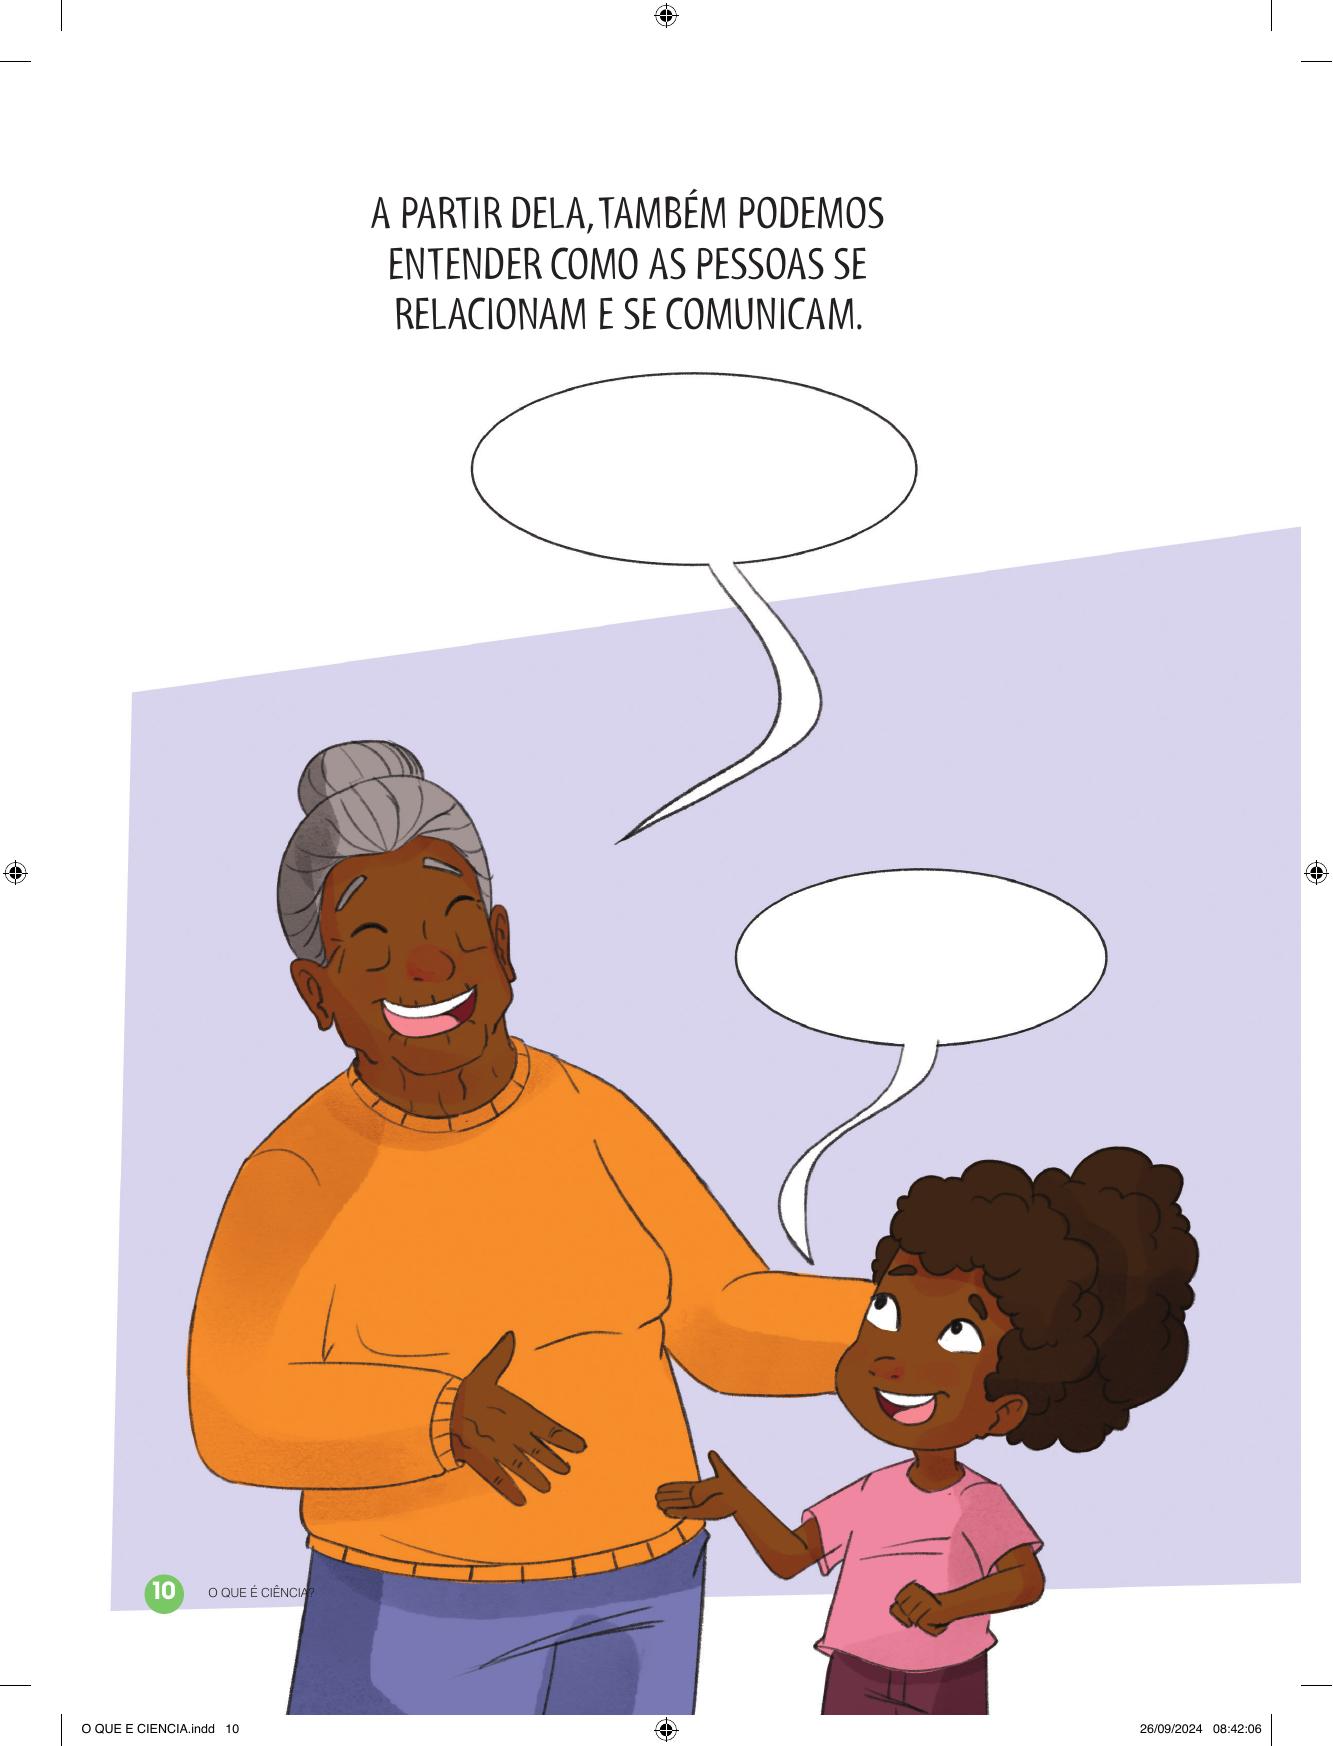 A PARTIR DELA, TAMBÉM PODEMOS
ENTENDER COMO AS PESSOAS SE
RELACIONAM E SE COMUNICAM.
10 O QUE É CIÊNCIA?
O QUE E CIENCIA.indd 10 26/09/2024 08:42:06